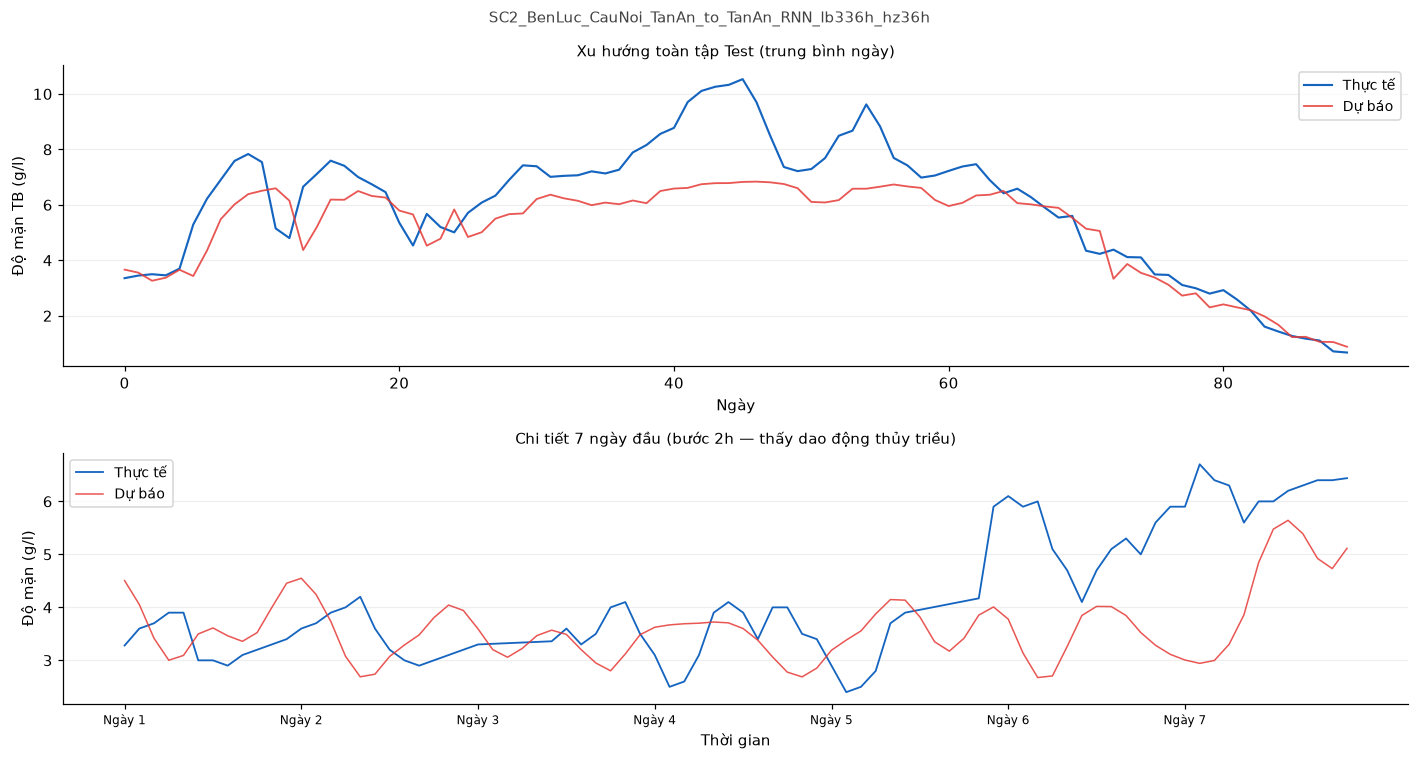 SC2_BenLuc_CauNoi_TanAn_to_TanAn_RNN_lb336h_hz36h
Xu hướng toàn tập Test (trung bình ngày)
Độ mặn TB (g/l)
10
8
6
4
2
Thực tế
Dự báo
0 20 40 60 80
Ngày
Chi tiết 7 ngày đầu (bước 2h — thấy dao động thủy triều)
Độ mặn (g/l)
Thực tế
Dự báo
6
5
4
3
Ngày 1 Ngày 2 Ngày 3 Ngày 4 Ngày 5 Ngày 6 Ngày 7
Thời gian